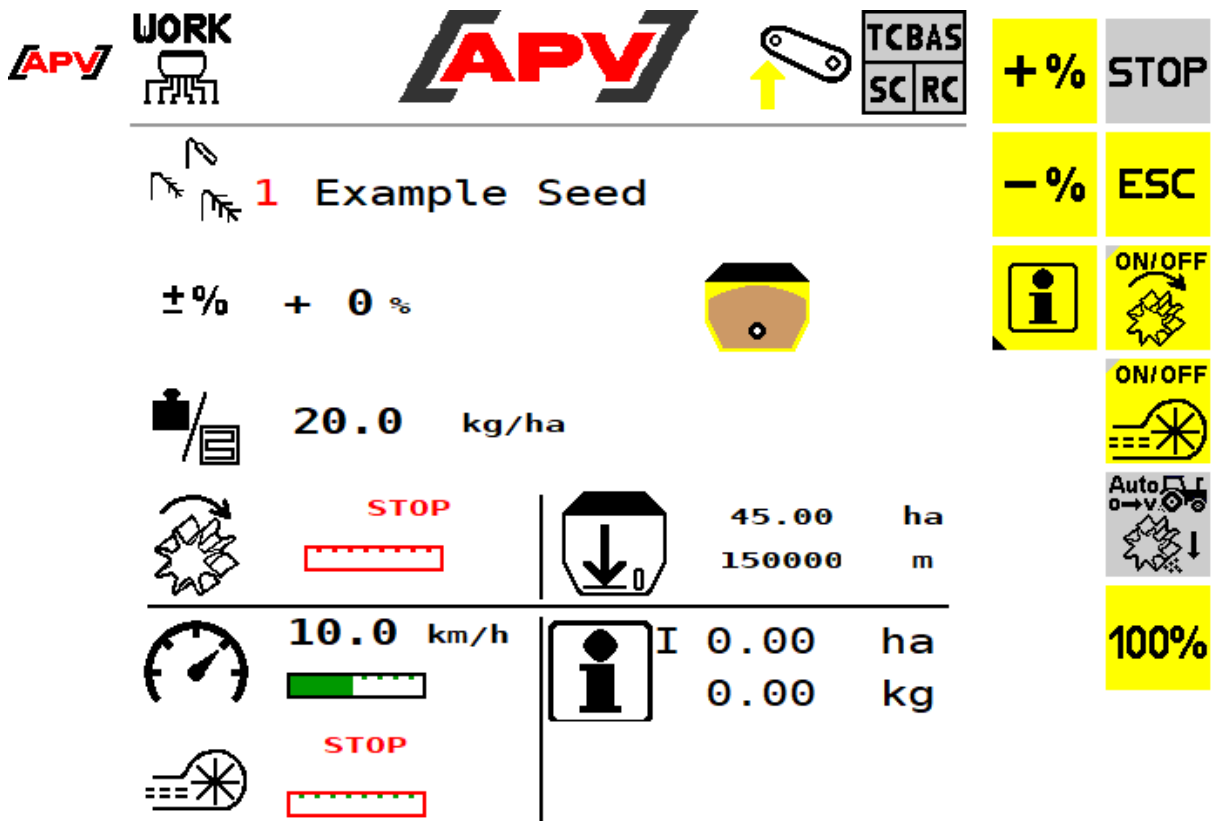 APV WORK APV TCBAS
SC RC
+% STOP
1 Example Seed
-% ESC
±% + 0 %
ON/OFF
20.0 kg/ha
ON/OFF
STOP
45.00 ha
150000 m
Auto
o→v
10.0 km/h
I 0.00 ha
0.00 kg
100%
STOP